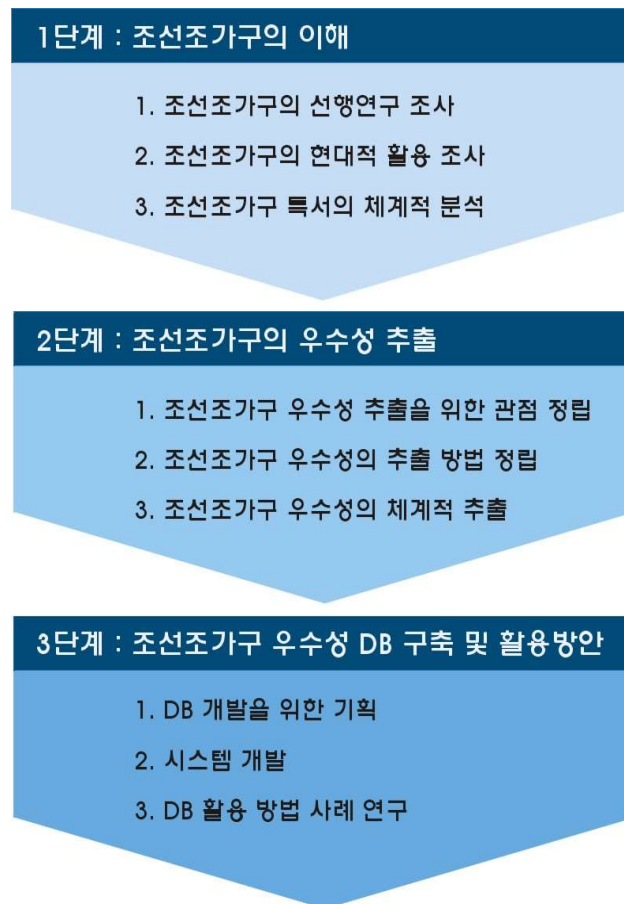 1단계 : 조선조가구의 이해
1. 조선조가구의 선행연구 조사
2. 조선조가구의 현대적 활용 조사
3. 조선조가구 특서의 체계적 분석
2단계 : 조선조가구의 우수성 추출
1. 조선조가구 우수성 추출을 위한 관점 정립
2. 조선조가구 우수성의 추출 방법 정립
3. 조선조가구 우수성의 체계적 추출
3단계 : 조선조가구 우수성 DB 구축 및 활용방안
1. DB 개발을 위한 기획
2. 시스템 개발
3. DB 활용 방법 사례 연구